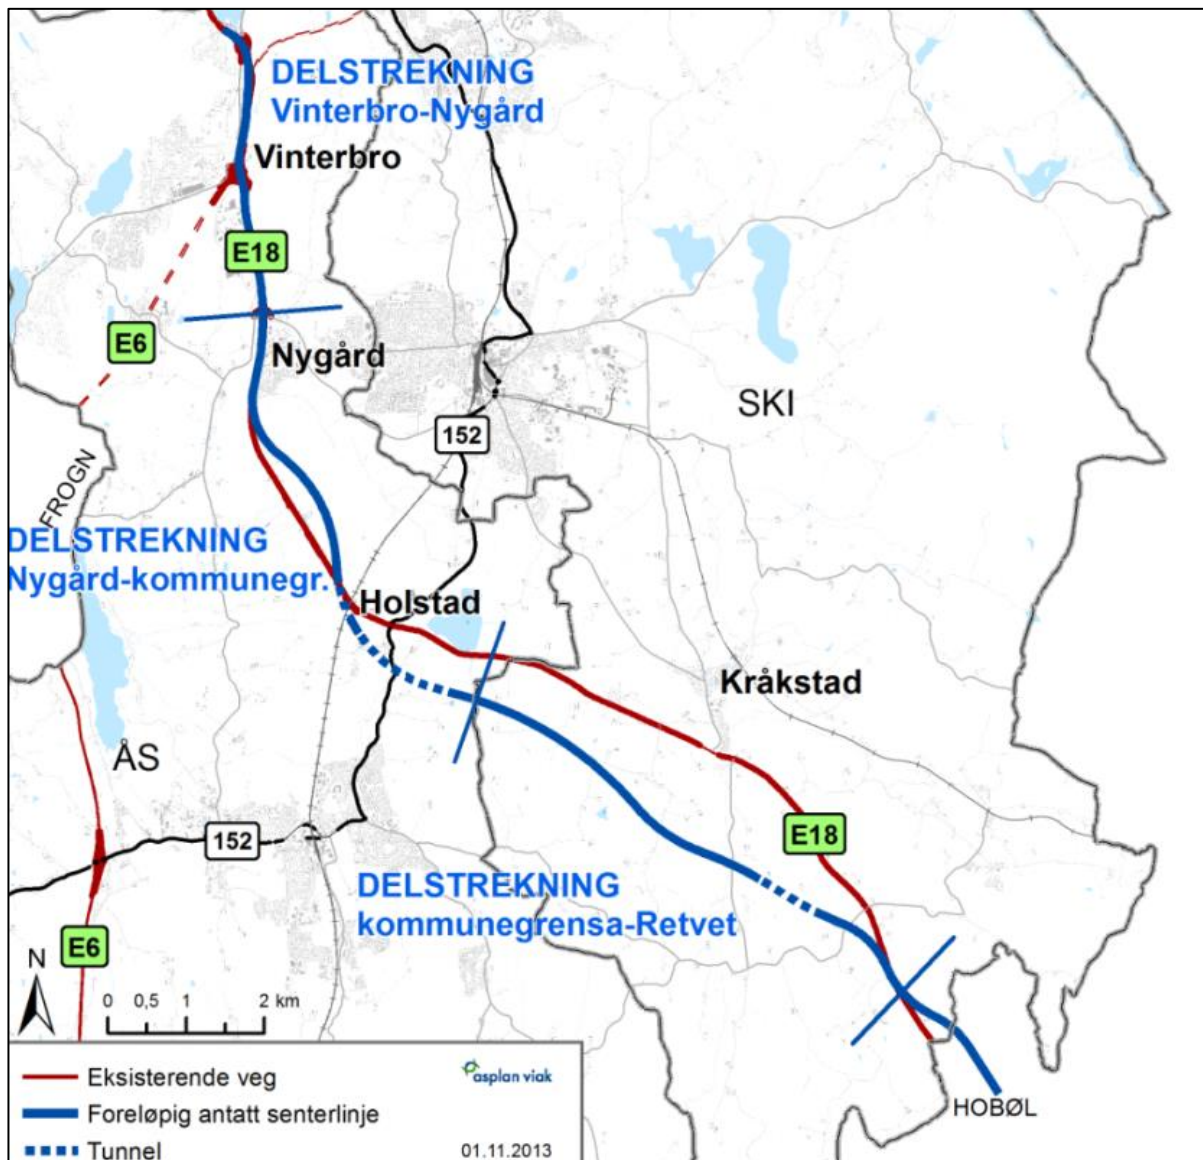 DELSTREKNING
Vinterbro-Nygård
Vinterbro
E18
E6
Nygård
SKI
152
FROGN
DELSTREKNING
Nygård-kommunegr.
Holstad
Kråkstad
ÅS
E18
152
DELSTREKNING
kommunegrensa-Retvet
E6
N
0 0,5 1 2 km
Eksisterende veg
asplan viak
Foreløpig antatt senterlinje
HOBØL
Tunnel
01.11.2013